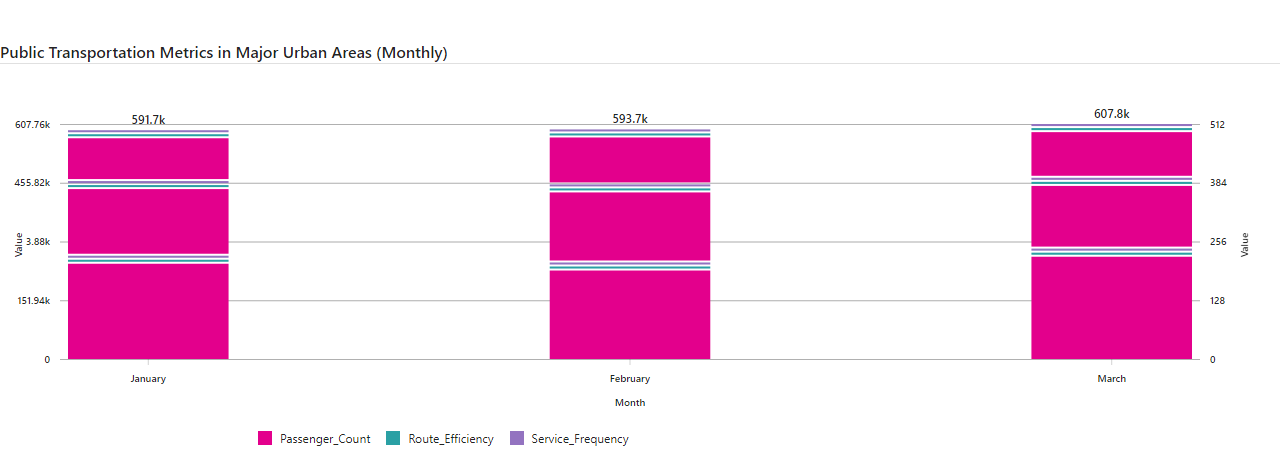 Public Transportation Metrics in Major Urban Areas (Monthly)
591.7k 593.7k 607.8k
607.76k 512
455.82k 384
3.88k 256
151.94k 128
0 0
Value
Value
January February March
Month
Passenger_Count Route_Efficiency Service_Frequency